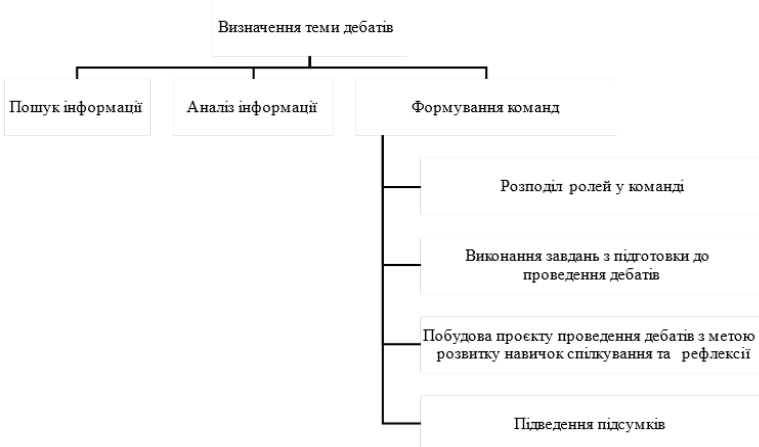 Визначення теми дебатів
Пошук інформації
Аналіз інформації
Формування команд
Розподіл ролей у команді
Виконання завдань з підготовки до
проведення дебатів
Побудова проєкту проведення дебатів з метою
розвитку навичок спілкування та рефлексії
Підведення підсумків